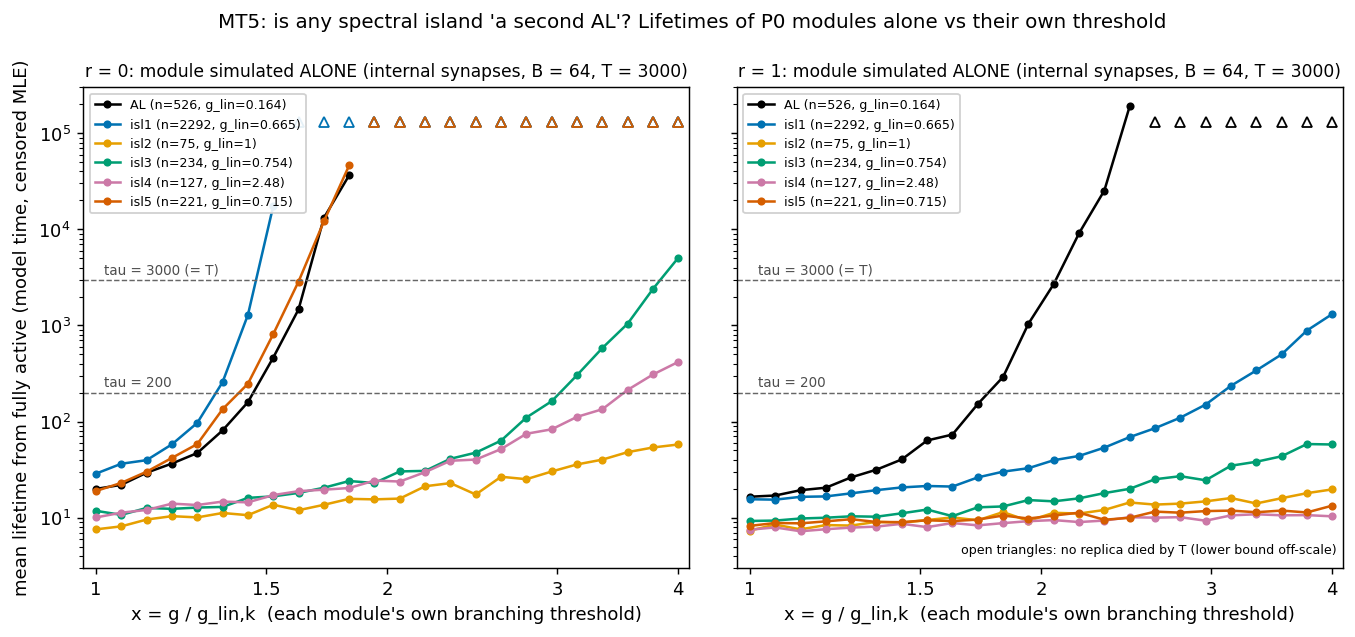 MT5: is any spectral island 'a second AL'? Lifetimes of P0 modules alone vs their own threshold
r = 0: module simulated ALONE (internal synapses, B = 64, T = 3000)
r = 1: module simulated ALONE (internal synapses, B = 64, T = 3000)
mean lifetime from fully active (model time, censored MLE)
10^5
10^4
10^3
10^2
10^1
AL (n=526, g_lin=0.164)
isl1 (n=2292, g_lin=0.665)
isl2 (n=75, g_lin=1)
isl3 (n=234, g_lin=0.754)
isl4 (n=127, g_lin=2.48)
isl5 (n=221, g_lin=0.715)
tau = 3000 (= T)
tau = 200
1 1.5 2 3 4
x = g / g_lin,k (each module's own branching threshold)
AL (n=526, g_lin=0.164)
isl1 (n=2292, g_lin=0.665)
isl2 (n=75, g_lin=1)
isl3 (n=234, g_lin=0.754)
isl4 (n=127, g_lin=2.48)
isl5 (n=221, g_lin=0.715)
tau = 3000 (= T)
tau = 200
open triangles: no replica died by T (lower bound off-scale)
1 1.5 2 3 4
x = g / g_lin,k (each module's own branching threshold)